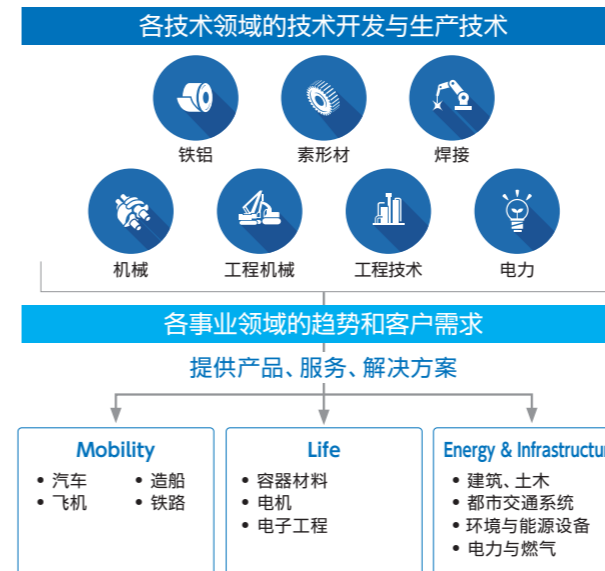 各技术领域的技术开发与生产技术
铁铝 素形材 焊接
机械 工程机械 工程技术 电力
各事业领域的趋势和客户需求
提供产品、服务、解决方案
Mobility
• 汽车 • 造船
• 飞机 • 铁路
Life
• 容器材料
• 电机
• 电子工程
Energy & Infrastructur
• 建筑、土木
• 都市交通系统
• 环境与能源设备
• 电力与燃气